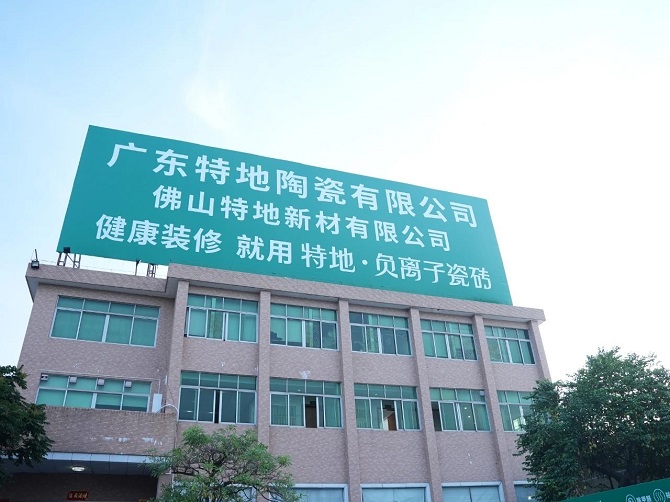 广东特地陶瓷有限公司
佛山特地新材有限公司
健康装修 就用 特地·负离子瓷砖